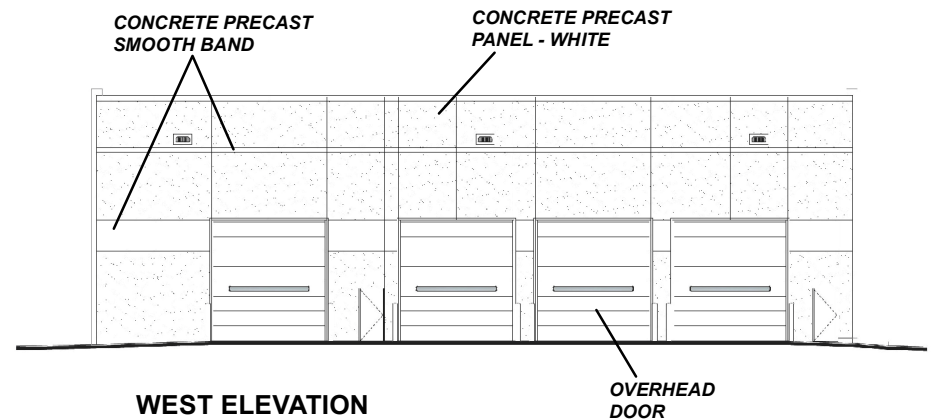 CONCRETE PRECAST
SMOOTH BAND
CONCRETE PRECAST
PANEL - WHITE
WEST ELEVATION
OVERHEAD
DOOR